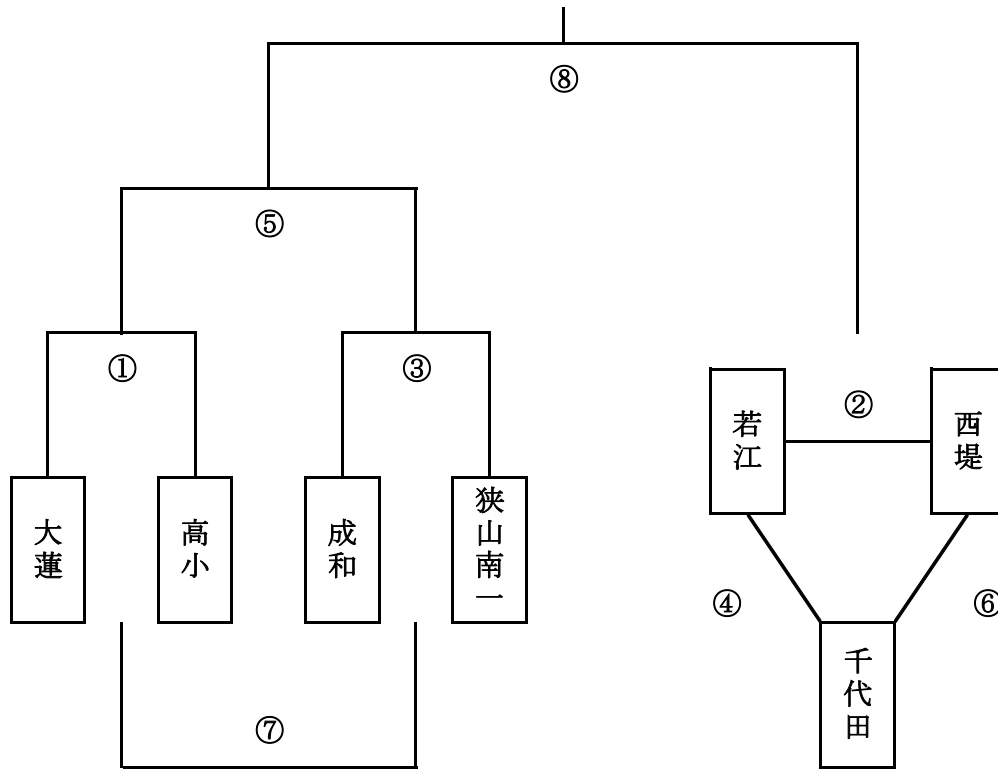 ⑧
⑤
①
③
②
若江
西堤
大蓮
高小
成和
狭山南一
④
⑥
千代田
⑦